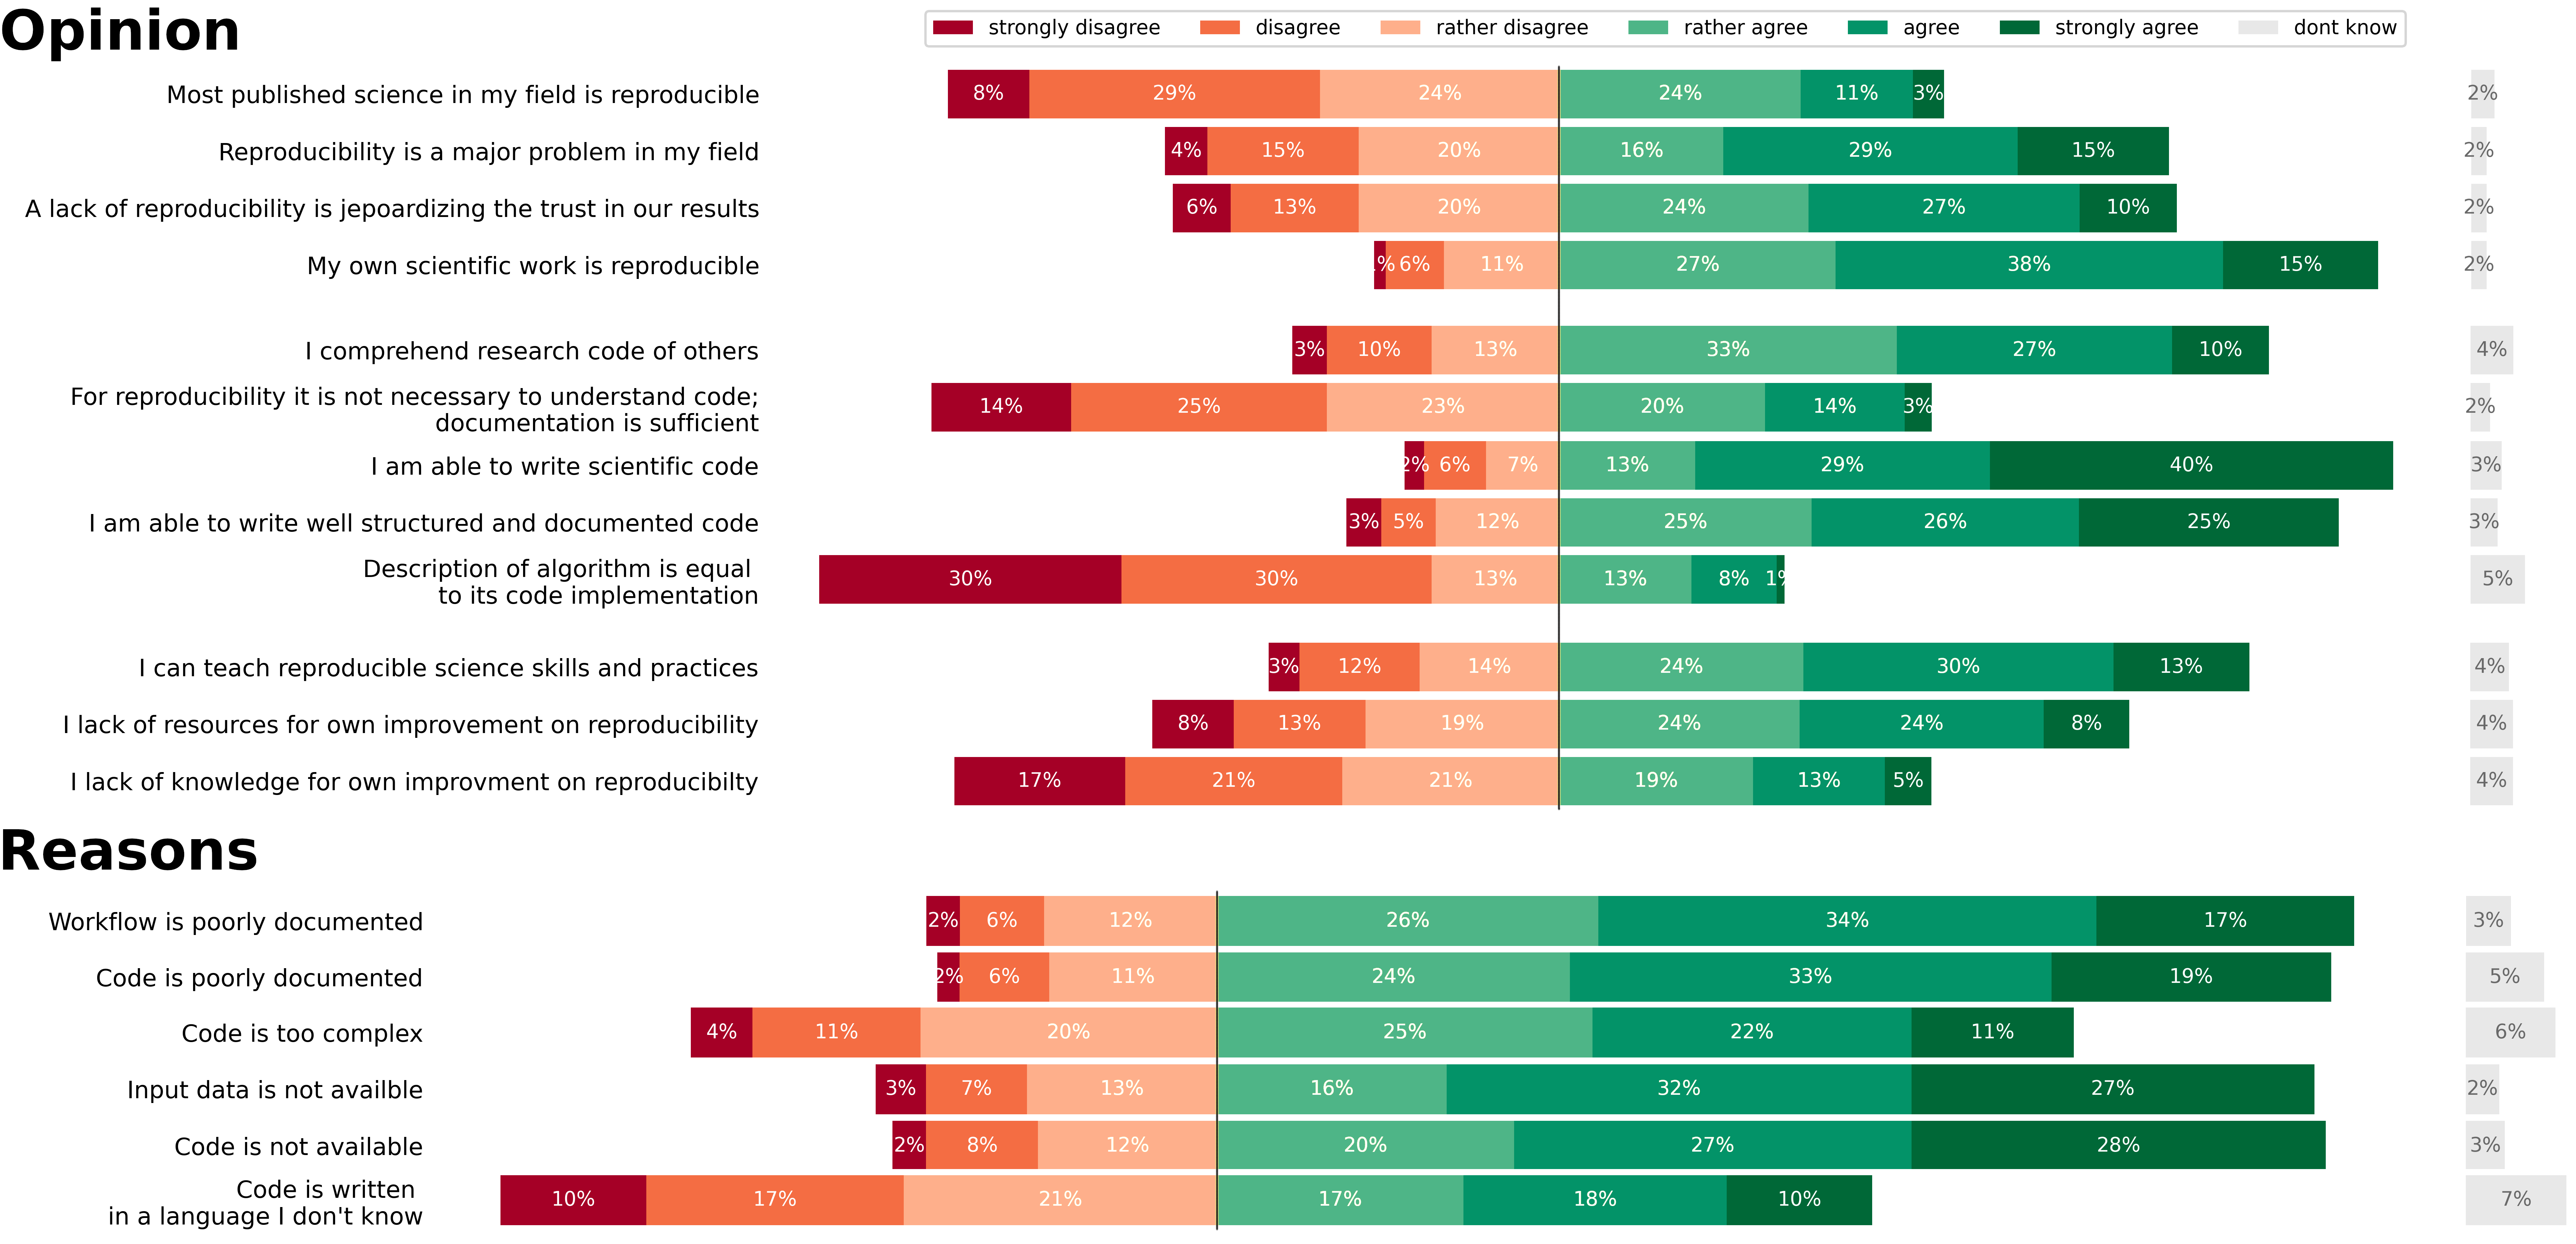 Opinion
strongly disagree disagree rather disagree rather agree agree strongly agree dont know
Most published science in my field is reproducible 8% 29% 24% 24% 11% 3% 2%
Reproducibility is a major problem in my field 4% 15% 20% 16% 29% 15% 2%
A lack of reproducibility is jepoardizing the trust in our results 6% 13% 20% 24% 27% 10% 2%
My own scientific work is reproducible % 6% 11% 27% 38% 15% 2%
I comprehend research code of others 3% 10% 13% 33% 27% 10% 4%
For reproducibility it is not necessary to understand code;
documentation is sufficient 14% 25% 23% 20% 14% 3% 2%
I am able to write scientific code 2% 6% 7% 13% 29% 40% 3%
I am able to write well structured and documented code 3% 5% 12% 25% 26% 25% 3%
Description of algorithm is equal
to its code implementation 30% 30% 13% 13% 8% 1% 5%
I can teach reproducible science skills and practices 3% 12% 14% 24% 30% 13% 4%
I lack of resources for own improvement on reproducibility 8% 13% 19% 24% 24% 8% 4%
I lack of knowledge for own improvment on reproducibilty 17% 21% 21% 19% 13% 5% 4%
Reasons
Workflow is poorly documented 2% 6% 12% 26% 34% 17% 3%
Code is poorly documented 2% 6% 11% 24% 33% 19% 5%
Code is too complex 4% 11% 20% 25% 22% 11% 6%
Input data is not availble 3% 7% 13% 16% 32% 27% 2%
Code is not available 2% 8% 12% 20% 27% 28% 3%
Code is written
in a language I don't know 10% 17% 21% 17% 18% 10% 7%